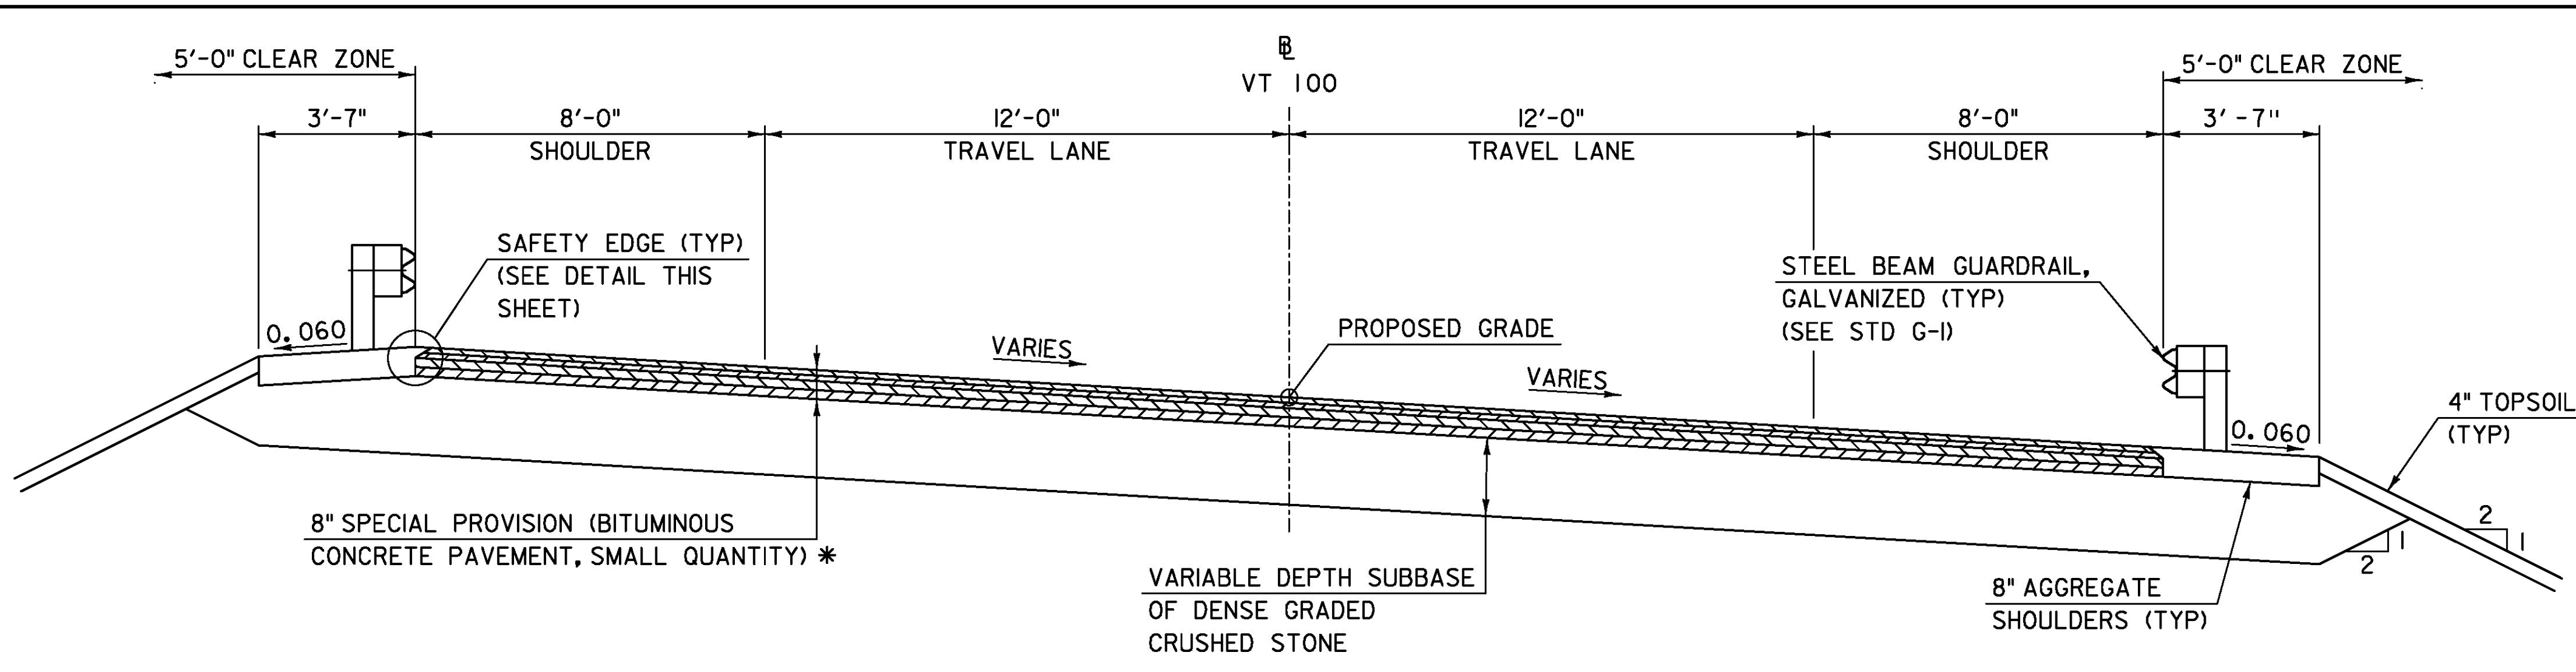 5'-0" CLEAR ZONE
℄
VT 100
5'-0" CLEAR ZONE
3'-7"
8'-0"
SHOULDER
12'-0"
TRAVEL LANE
12'-0"
TRAVEL LANE
8'-0"
SHOULDER
3'-7"
SAFETY EDGE (TYP)
(SEE DETAIL THIS
SHEET)
STEEL BEAM GUARDRAIL,
GALVANIZED (TYP)
(SEE STD G-1)
0.060
VARIES
PROPOSED GRADE
VARIES
0.060
4" TOPSOIL
(TYP)
8" SPECIAL PROVISION (BITUMINOUS
CONCRETE PAVEMENT, SMALL QUANTITY) *
VARIABLE DEPTH SUBBASE
OF DENSE GRADED
CRUSHED STONE
8" AGGREGATE
SHOULDERS (TYP)
2
1
2
1